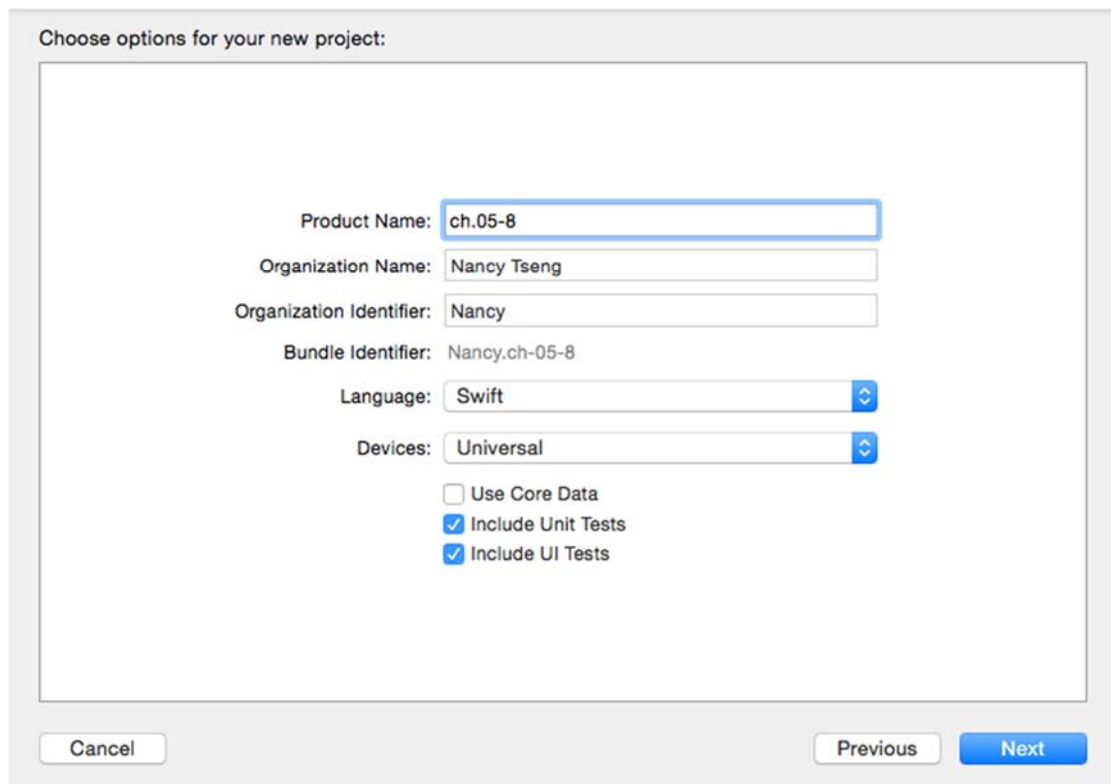 Choose options for your new project:
Product Name: ch.05-8
Organization Name: Nancy Tseng
Organization Identifier: Nancy
Bundle Identifier: Nancy.ch-05-8
Language: Swift
Devices: Universal
Use Core Data
Include Unit Tests
Include UI Tests
Cancel Previous Next